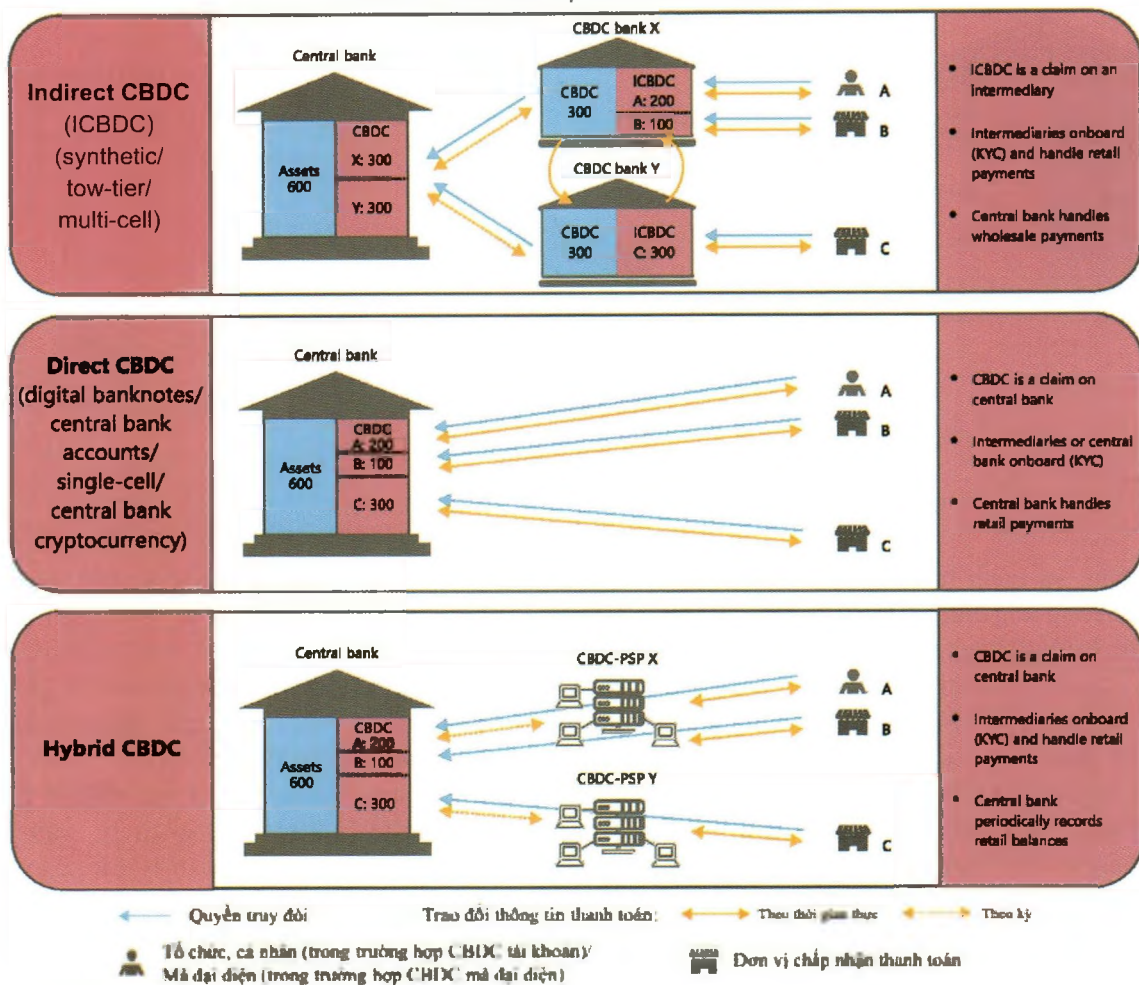 Indirect CBDC
(ICBDC)
(synthetic/
tow-tier/
multi-cell)
Central bank
Assets
600
CBDC
X: 300
Y: 300
CBDC bank X
CBDC
300
ICBDC
A: 200
B: 100
CBDC bank Y
CBDC
300
ICBDC
C: 300
A
B
C
• ICBDC is a claim on an
intermediary
• Intermediaries onboard
(KYC) and handle retail
payments
• Central bank handles
wholesale payments
Direct CBDC
(digital banknotes/
central bank
accounts/
single-cell/
central bank
cryptocurrency)
Central bank
Assets
600
CBDC
A: 200
B: 100
C: 300
A
B
C
• CBDC is a claim on
central bank
• Intermediaries or central
bank onboard (KYC)
• Central bank handles
retail payments
Hybrid CBDC
Central bank
Assets
600
CBDC
A: 200
B: 100
C: 300
CBDC-PSP X
CBDC-PSP Y
A
B
C
• CBDC is a claim on
central bank
• Intermediaries onboard
(KYC) and handle retail
payments
• Central bank
periodically records
retail balances
Quyền truy đòi Trao đổi thông tin thanh toán: Theo thời gian thực Theo kỳ
Tổ chức, cá nhân (trong trường hợp CBDC tài khoản)/
Mã đại diện (trong trường hợp CBDC mã đại diện)
Đơn vị chấp nhận thanh toán